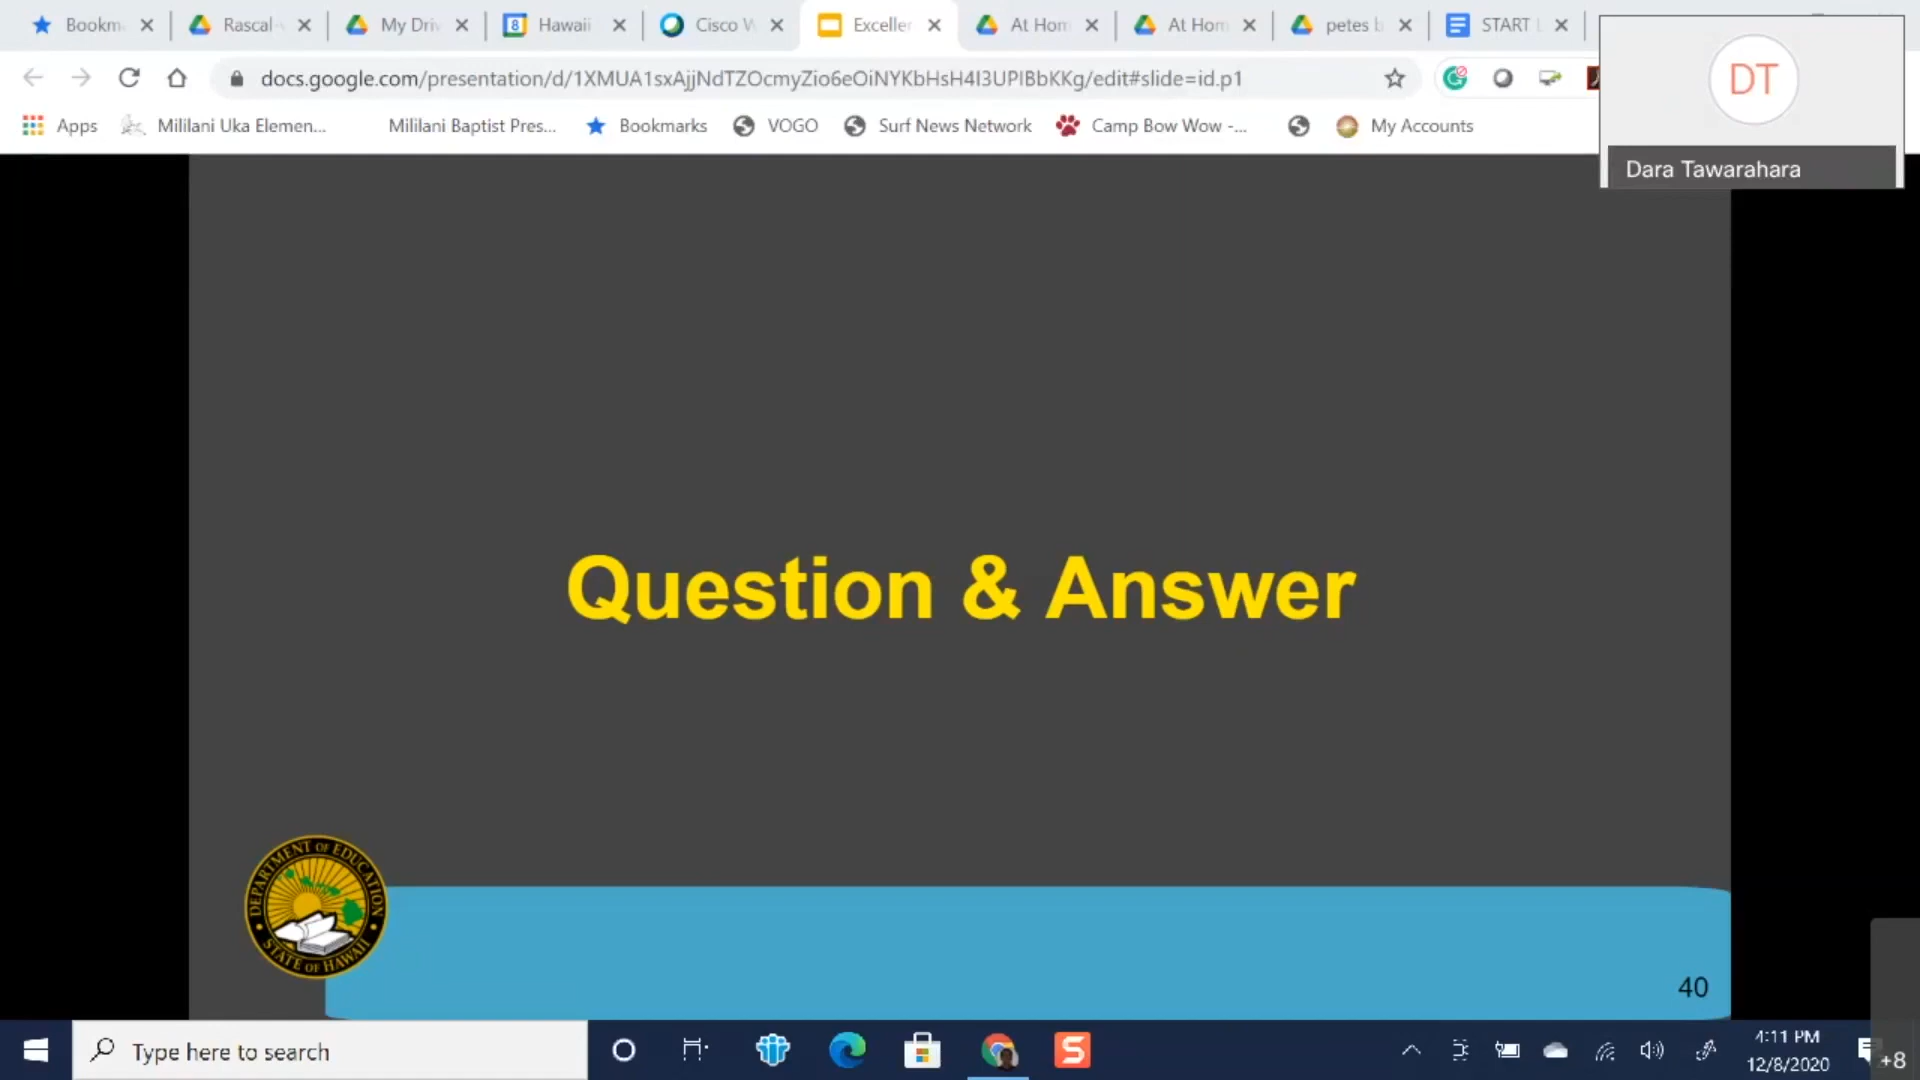 Bookm
Rascal
My Driv
8
Hawaii
Cisco W
Exceller
At Hom
At Hom
petes b
START
DT
Dara Tawarahara
docs.google.com/presentation/d/1XMUA1sxAjjNdTZOcmyZio6eOiNYKbHsH4I3UPIBbKKg/edit#slide=id.p1
Apps
Mililani Uka Elemen...
Mililani Baptist Pres...
Bookmarks
VOGO
Surf News Network
Camp Bow Wow -...
My Accounts
Question & Answer
DEPARTMENT OF EDUCATION
STATE OF HAWAII
40
Type here to search
S
4:11 PM
12/8/2020
+8